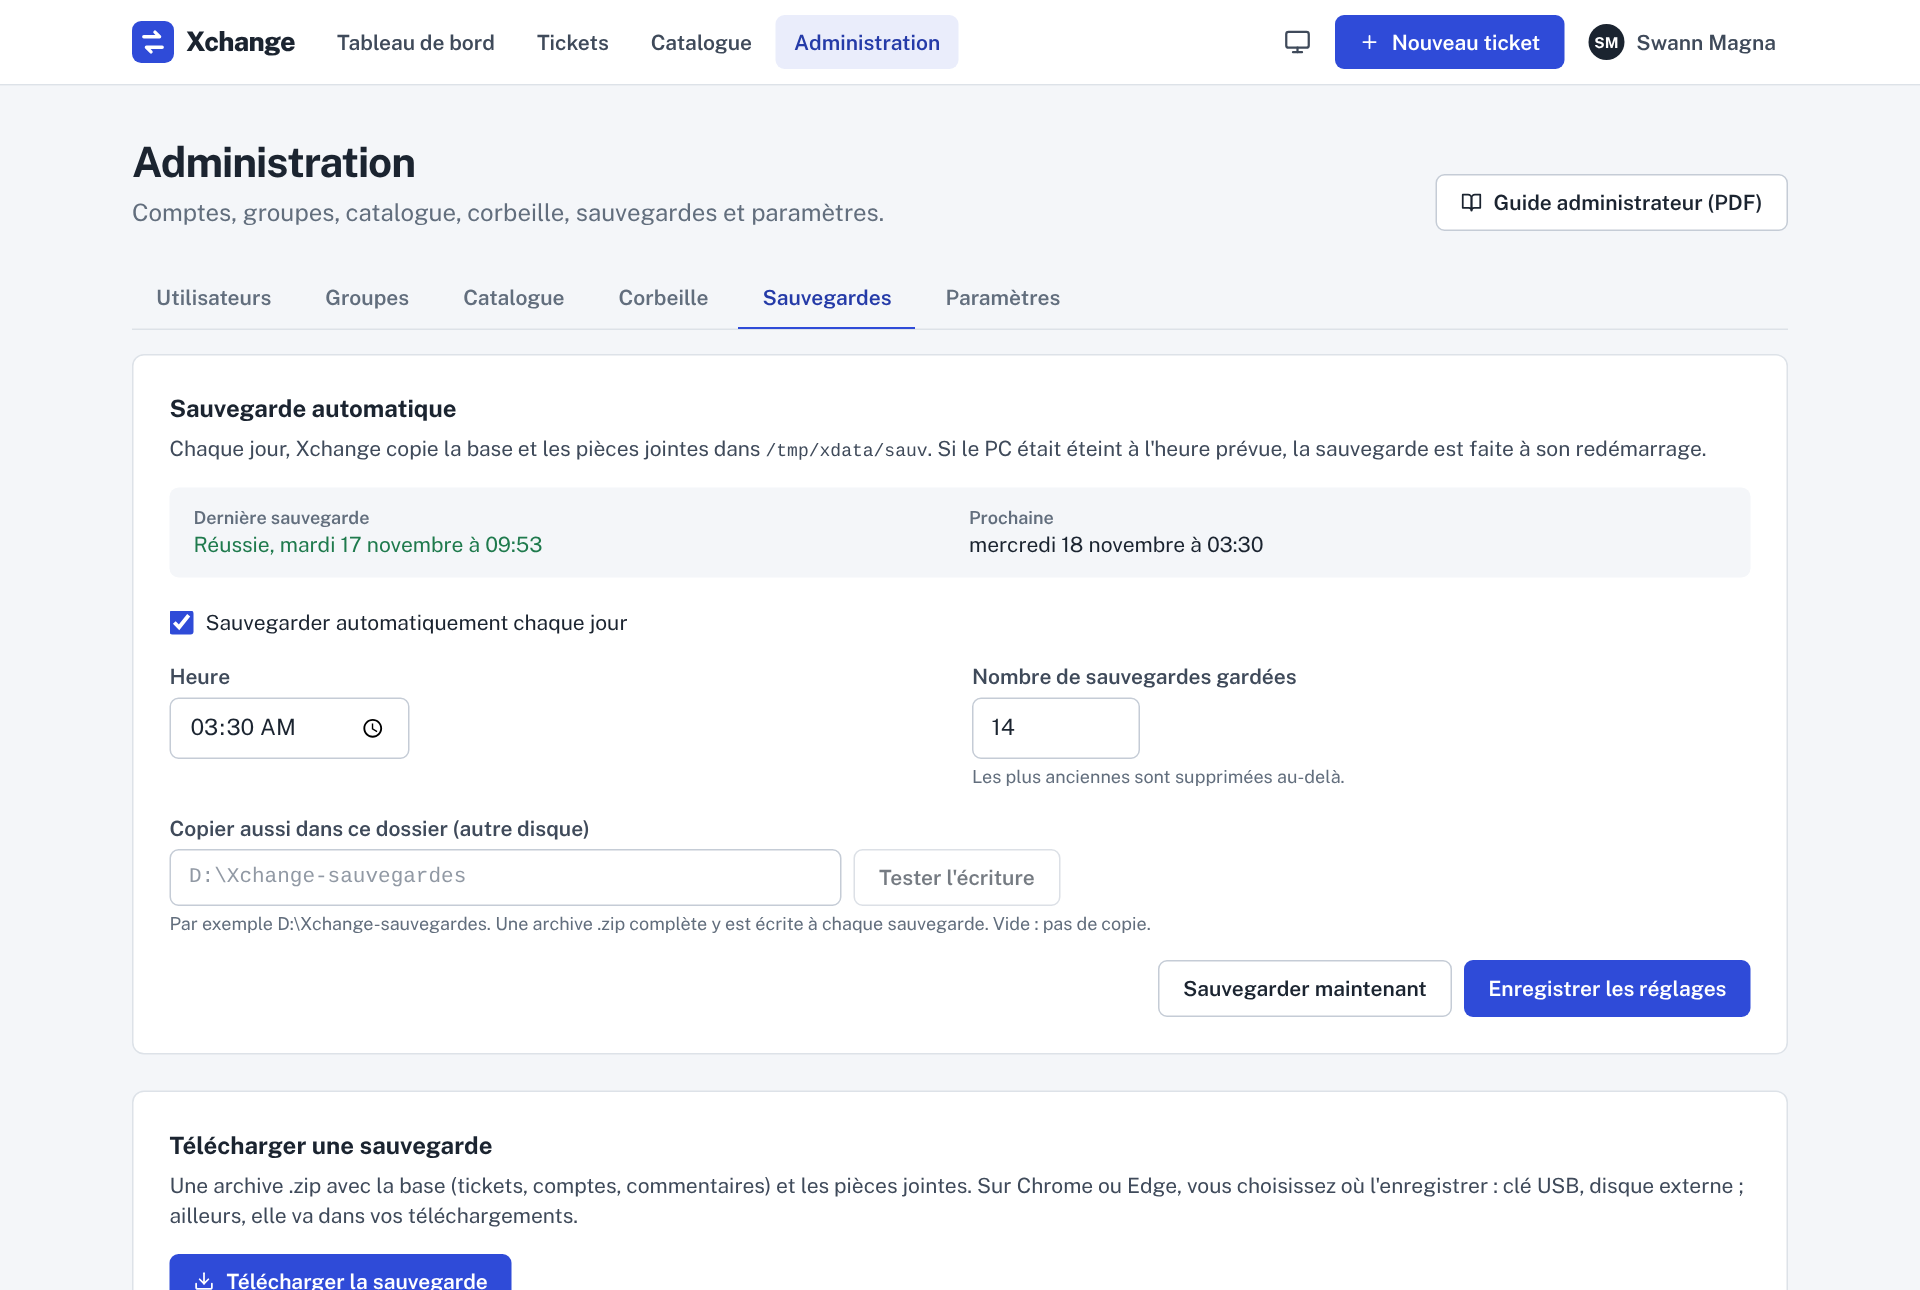 Xchange
Tableau de bord
Tickets
Catalogue
Administration
Nouveau ticket
SM
Swann Magna
Administration
Comptes, groupes, catalogue, corbeille, sauvegardes et paramètres.
Guide administrateur (PDF)
Utilisateurs
Groupes
Catalogue
Corbeille
Sauvegardes
Paramètres
Sauvegarde automatique
Chaque jour, Xchange copie la base et les pièces jointes dans /tmp/xdata/sauv. Si le PC était éteint à l'heure prévue, la sauvegarde est faite à son redémarrage.
Dernière sauvegarde
Réussie, mardi 17 novembre à 09:53
Prochaine
mercredi 18 novembre à 03:30
Sauvegarder automatiquement chaque jour
Heure
03:30 AM
Nombre de sauvegardes gardées
14
Les plus anciennes sont supprimées au-delà.
Copier aussi dans ce dossier (autre disque)
D:\Xchange-sauvegardes
Tester l'écriture
Par exemple D:\Xchange-sauvegardes. Une archive .zip complète y est écrite à chaque sauvegarde. Vide : pas de copie.
Sauvegarder maintenant
Enregistrer les réglages
Télécharger une sauvegarde
Une archive .zip avec la base (tickets, comptes, commentaires) et les pièces jointes. Sur Chrome ou Edge, vous choisissez où l'enregistrer : clé USB, disque externe ;
ailleurs, elle va dans vos téléchargements.
Télécharger la sauvegarde